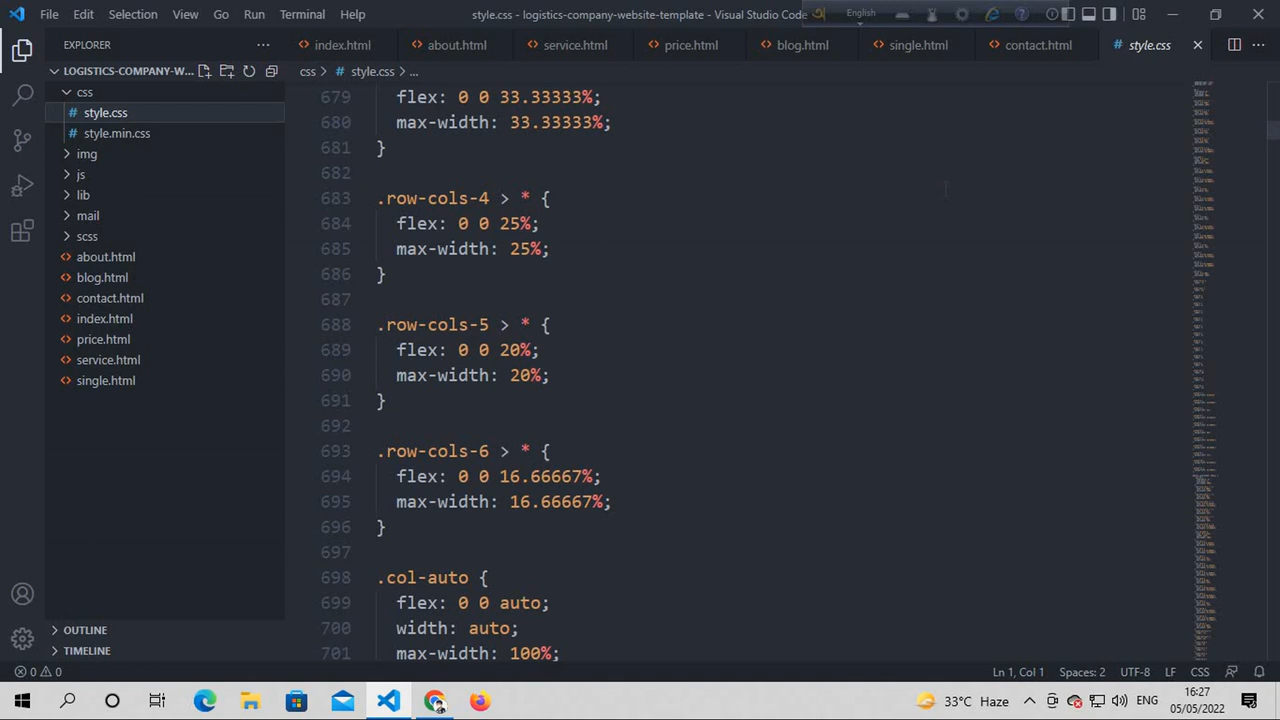 File Edit Selection View Go Run Terminal Help
style.css - logistics-company-website-template - Visual Studio Code
English
EXPLORER
index.html about.html service.html price.html blog.html single.html contact.html style.css
LOGISTICS-COMPANY-W...
css > style.css > ...
css
style.css
style.min.css
img
js
lib
mail
scss
about.html
blog.html
contact.html
index.html
price.html
service.html
single.html
679 flex: 0 0 33.33333%;
680 max-width: 33.33333%;
681 }
682
683 .row-cols-4 > * {
684 flex: 0 0 25%;
685 max-width: 25%;
686 }
687
688 .row-cols-5 > * {
689 flex: 0 0 20%;
690 max-width: 20%;
691 }
692
693 .row-cols-6 > * {
694 flex: 0 0 16.66667%;
695 max-width: 16.66667%;
696 }
697
698 .col-auto {
699 flex: 0 0 auto;
700 width: auto;
701 max-width: 100%;
OUTLINE
TIMELINE
0 0
Ln 1, Col 1 Spaces: 2 UTF-8 LF CSS
33°C Haze
ENG
16:27
05/05/2022